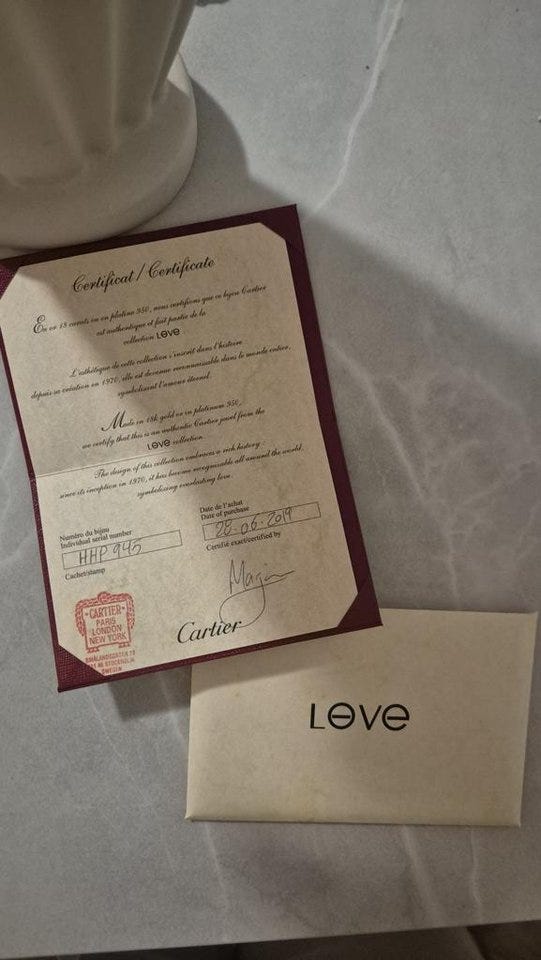 Certificat / Certificate
En or 18 carats ou en platine 950, nous certifions que ce bijou Cartier
est authentique et fait partie de la
collection LOVE
L'esthétique de cette collection s'inscrit dans l'histoire
depuis sa création en 1970, elle est devenue reconnaissable dans le monde entier,
symbolisant l'amour éternel.
Made in 18k gold or in platinum 950,
we certify that this is an authentic Cartier jewel from the
LOVE collection.
The design of this collection embraces a rich history
since its inception in 1970, it has become recognisable all around the world,
symbolising everlasting love.
Numéro du bijou
Individual serial number
HHP 945
Cachet/stamp
Date de l'achat
Date of purchase
28-06-2019
Certifié exact/certified by
CARTIER
PARIS
LONDON
NEW YORK
STOCKHOLM
SWEDEN
Cartier
LOVE